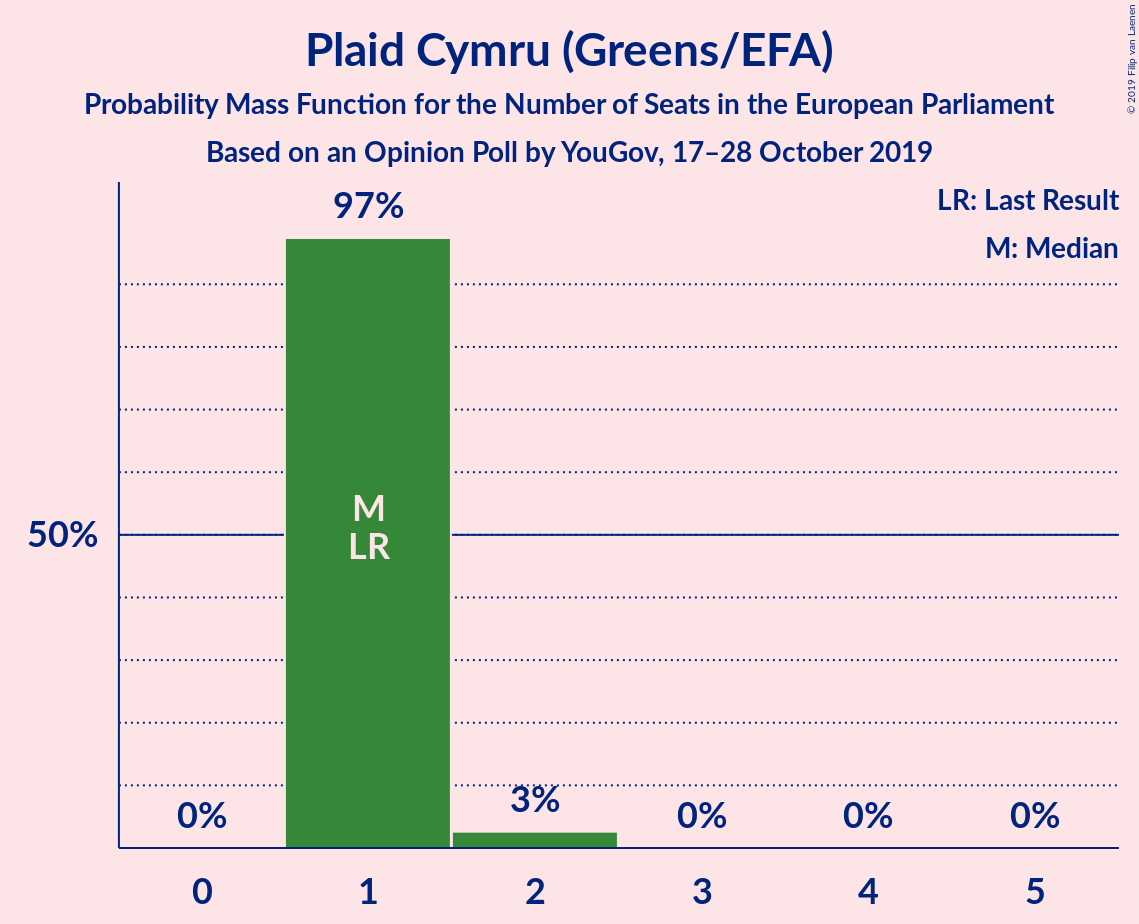 Plaid Cymru (Greens/EFA)
Probability Mass Function for the Number of Seats in the European Parliament
Based on an Opinion Poll by YouGov, 17–28 October 2019
© 2019 Filip van Laenen
LR: Last Result
M: Median
97%
M
LR
50%
0%
3%
0%
0%
0%
0
1
2
3
4
5